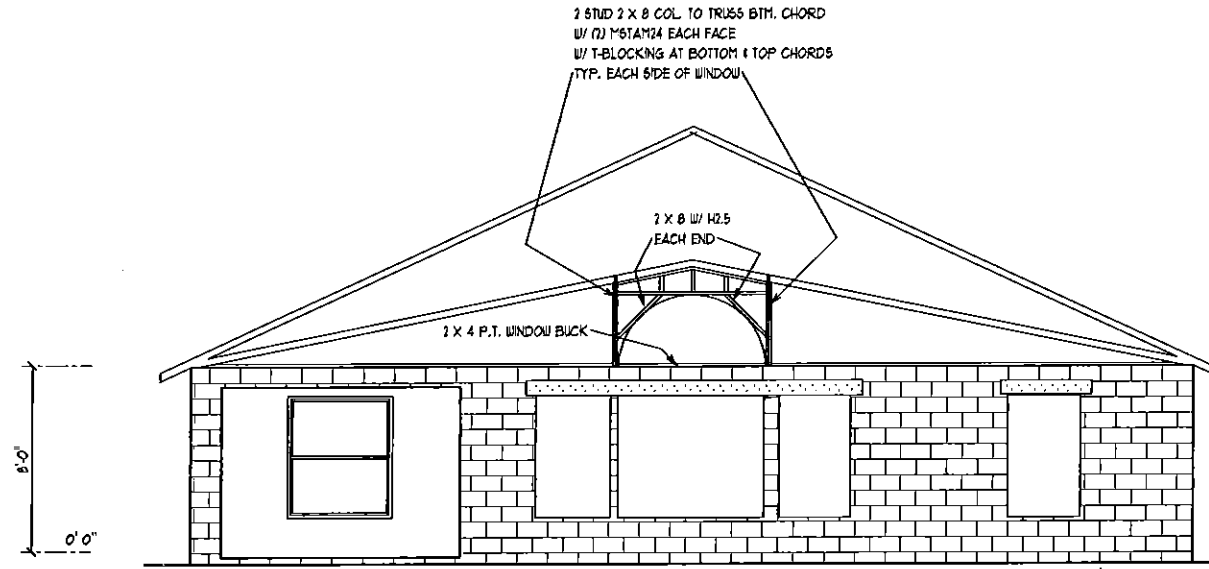 2 STUD 2 X 8 COL. TO TRUSS BTM. CHORD
W/ (2) MSTAM24 EACH FACE
W/ T-BLOCKING AT BOTTOM & TOP CHORDS
TYP. EACH SIDE OF WINDOW
2 X 8 W/ H2.5
EACH END
2 X 4 P.T. WINDOW BUCK
8'-0"
0' 0"